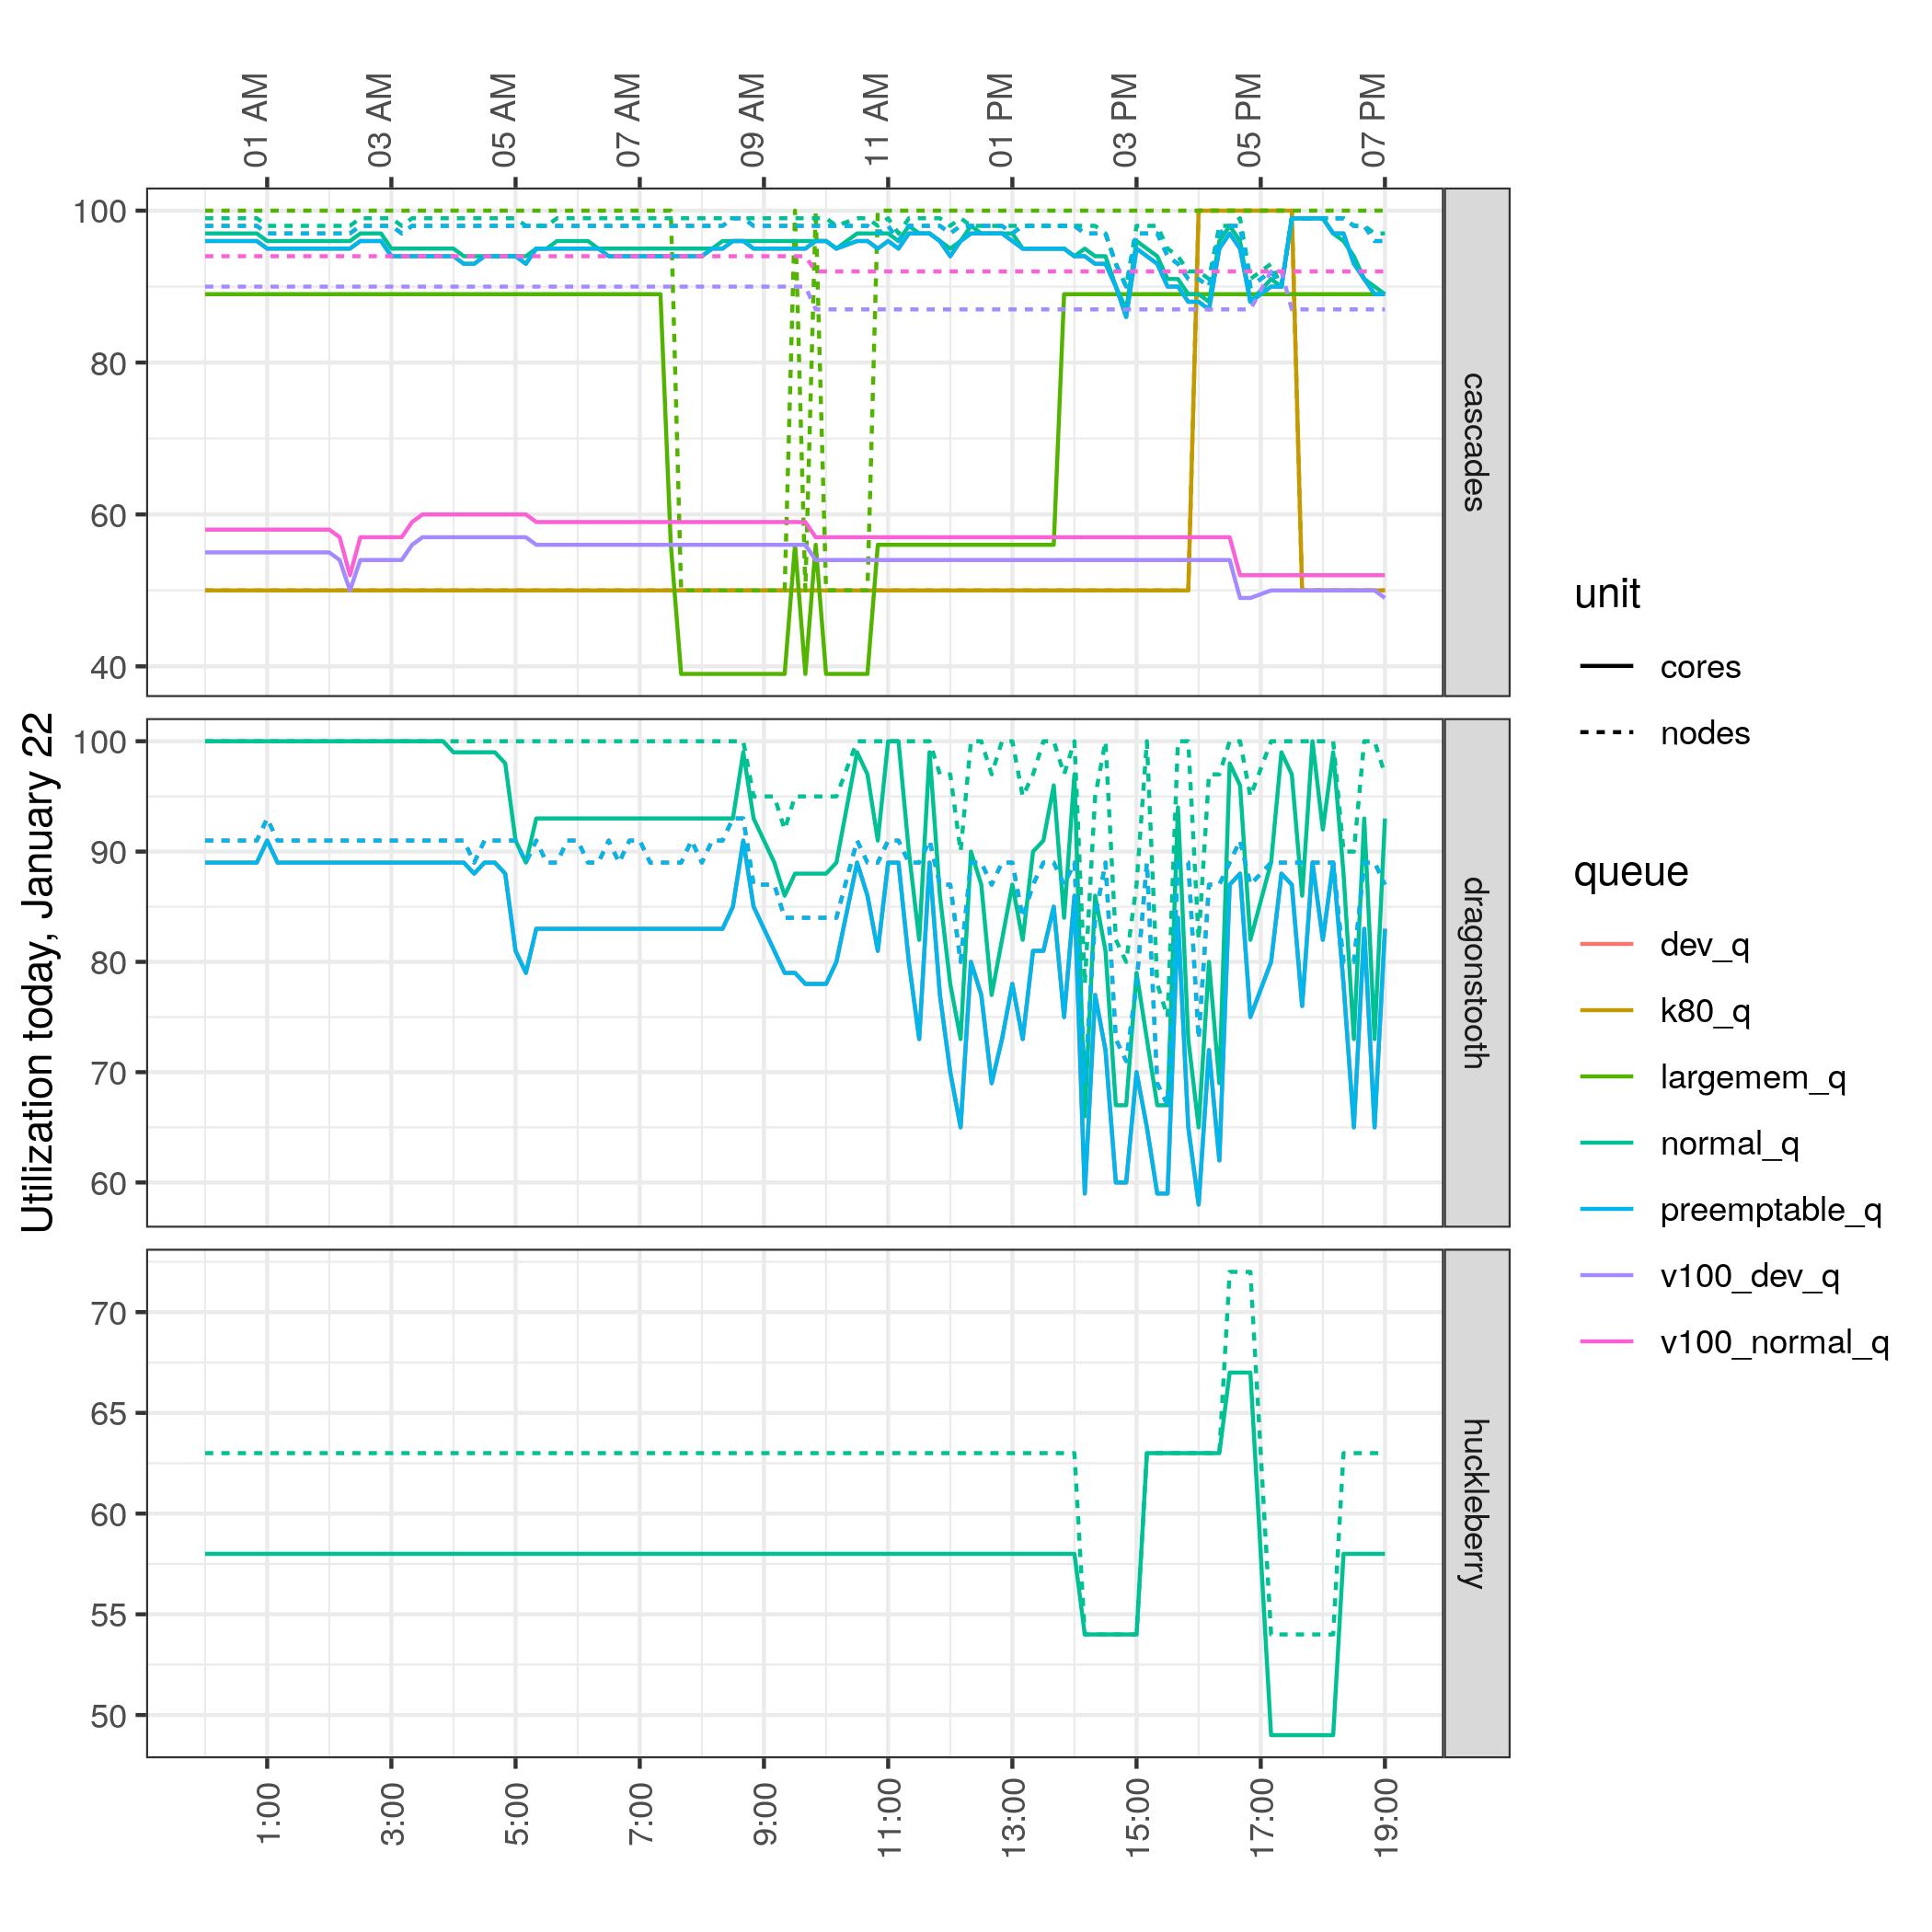 01 AM
03 AM
05 AM
07 AM
09 AM
11 AM
01 PM
03 PM
05 PM
07 PM
Utilization today, January 22
100
80
60
40
cascades
100
90
80
70
60
dragonstooth
70
65
60
55
50
huckleberry
1:00
3:00
5:00
7:00
9:00
11:00
13:00
15:00
17:00
19:00
unit
cores
nodes
queue
dev_q
k80_q
largemem_q
normal_q
preemptable_q
v100_dev_q
v100_normal_q